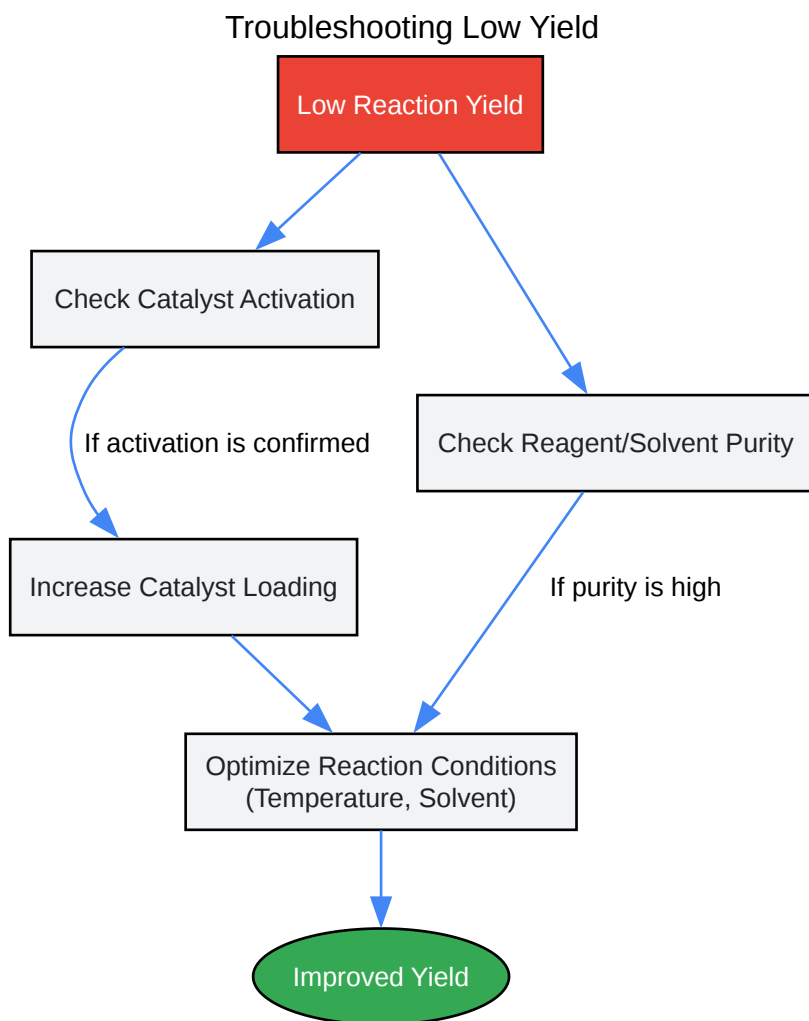 Troubleshooting Low Yield
Low Reaction Yield
Check Catalyst Activation
If activation is confirmed
Check Reagent/Solvent Purity
Increase Catalyst Loading
If purity is high
Optimize Reaction Conditions
(Temperature, Solvent)
Improved Yield